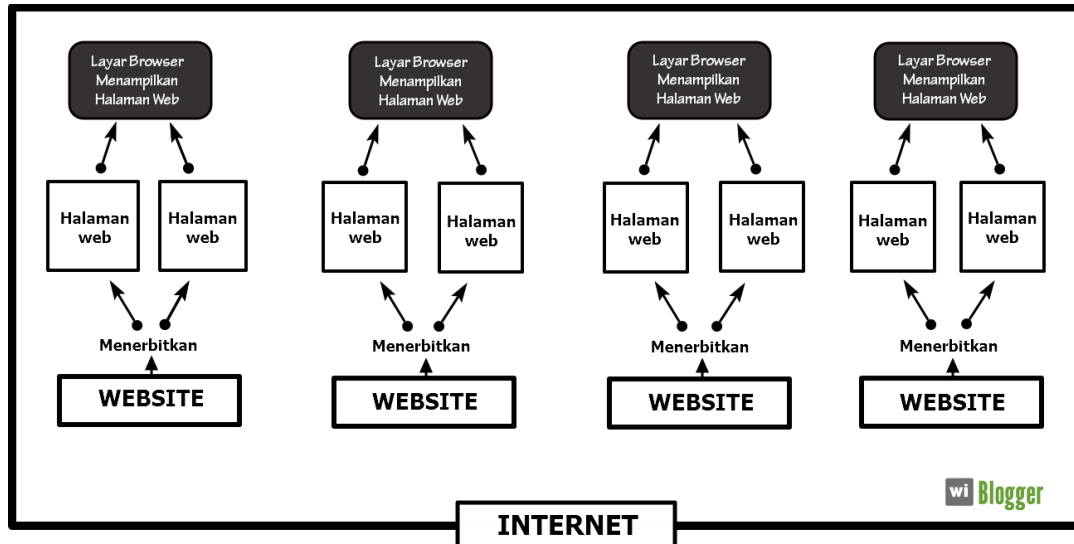 Layar Browser
Menampilkan
Halaman Web
Layar Browser
Menampilkan
Halaman Web
Layar Browser
Menampilkan
Halaman Web
Layar Browser
Menampilkan
Halaman Web
Halaman
web
Halaman
web
Halaman
web
Halaman
web
Halaman
web
Halaman
web
Halaman
web
Halaman
web
Menerbitkan
Menerbitkan
Menerbitkan
Menerbitkan
WEBSITE
WEBSITE
WEBSITE
WEBSITE
wi Blogger
INTERNET